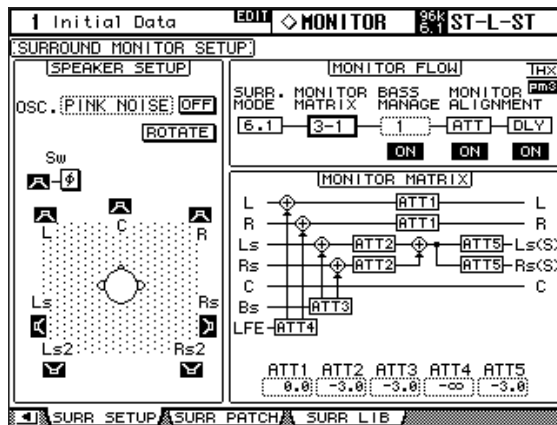 1 Initial Data EDIT ◇MONITOR 96k 6.1 ST-L-ST
SURROUND MONITOR SETUP
SPEAKER SETUP
OSC. PINK NOISE OFF
ROTATE
Sw
ϕ
L C R
Ls Rs
Ls2 Rs2
MONITOR FLOW THX
pm3
SURR. MODE MONITOR MATRIX BASS MANAGE MONITOR ALIGNMENT
6.1 3-1 1 ATT DLY
ON ON ON
MONITOR MATRIX
L ATT1 L
R ATT1 R
Ls ATT2 ATT5 Ls(S)
Rs ATT2 ATT5 Rs(S)
C C
Bs ATT3
LFE ATT4
ATT1 ATT2 ATT3 ATT4 ATT5
0.0 -3.0 -3.0 -∞ -3.0
SURR SETUP SURR PATCH SURR LIB